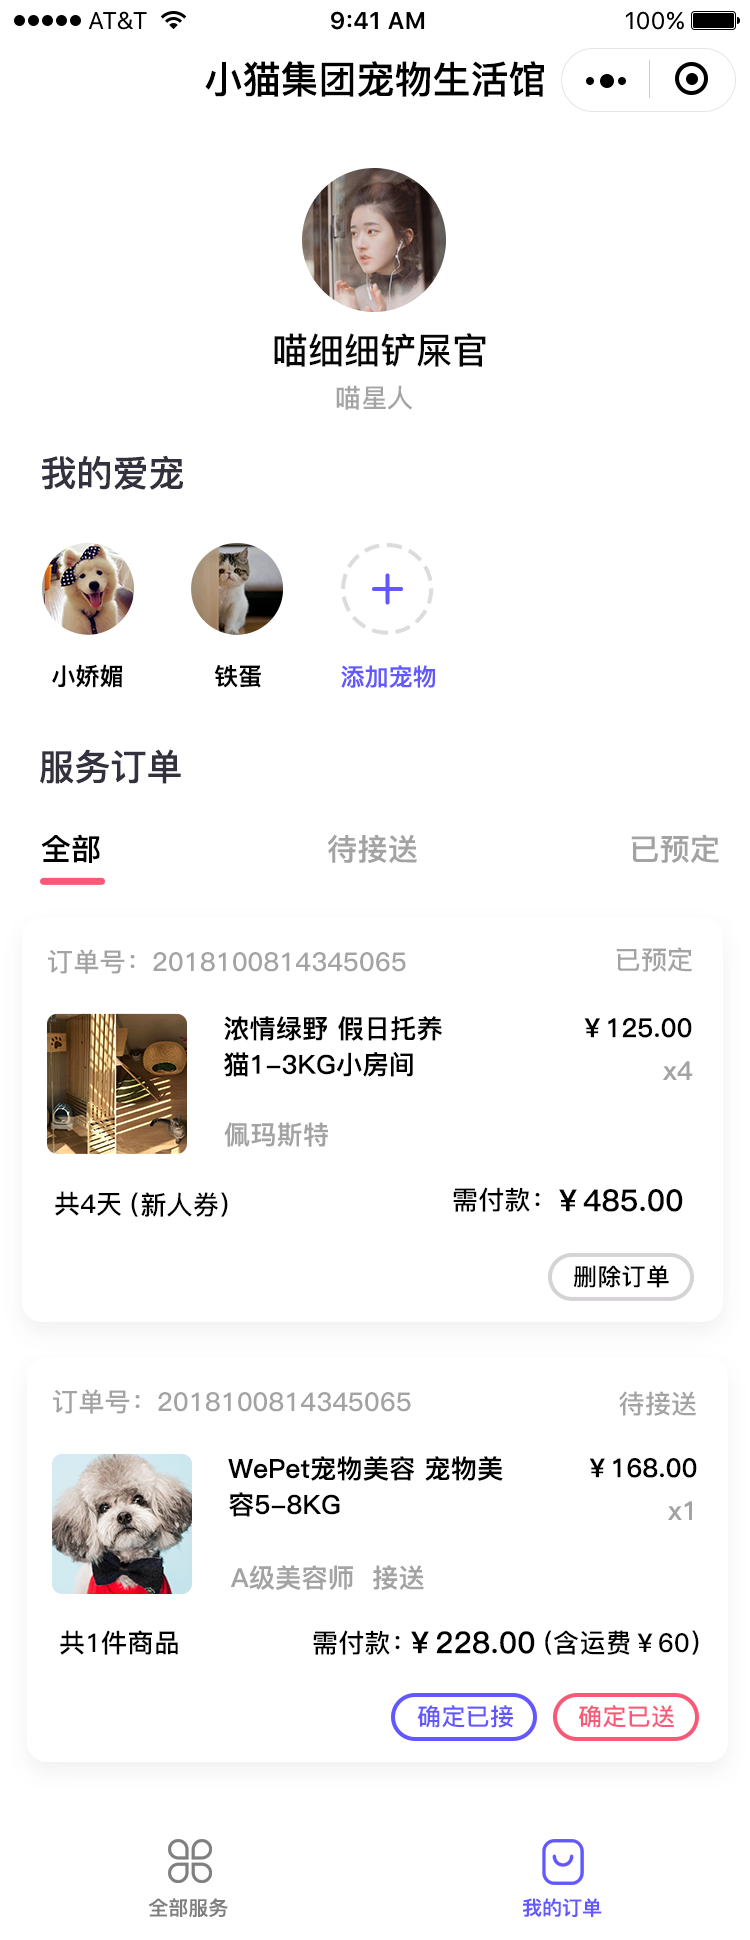 AT&T 9:41 AM 100%
小猫集团宠物生活馆
喵细细铲屎官
喵星人
我的爱宠
小娇媚 铁蛋 添加宠物
服务订单
全部 待接送 已预定
订单号：2018100814345065 已预定
浓情绿野 假日托养 ¥125.00
猫1-3KG小房间 x4
佩玛斯特
共4天 (新人券) 需付款：¥485.00
删除订单
订单号：2018100814345065 待接送
WePet宠物美容 宠物美 ¥168.00
容5-8KG x1
A级美容师 接送
共1件商品 需付款：¥228.00 (含运费¥60)
确定已接 确定已送
全部服务 我的订单